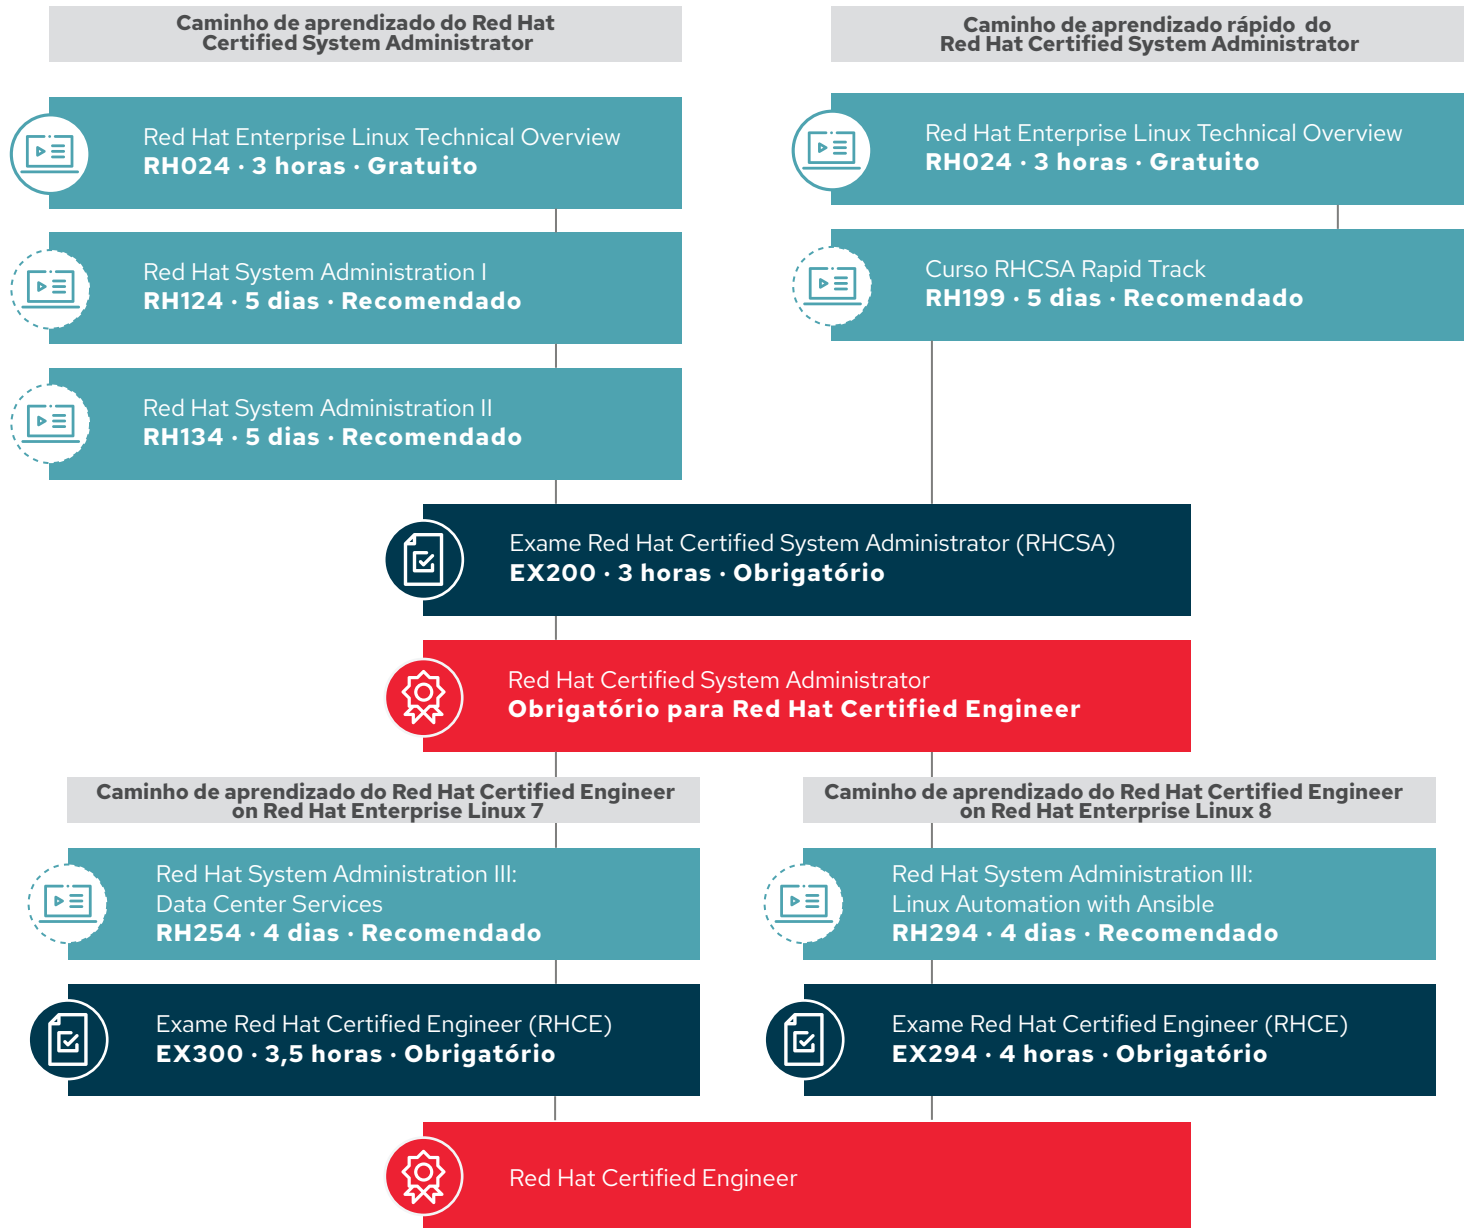 Caminho de aprendizado do Red Hat
Certified System Administrator
Red Hat Enterprise Linux Technical Overview
RH024 · 3 horas · Gratuito
Red Hat System Administration I
RH124 · 5 dias · Recomendado
Red Hat System Administration II
RH134 · 5 dias · Recomendado
Caminho de aprendizado rápido do
Red Hat Certified System Administrator
Red Hat Enterprise Linux Technical Overview
RH024 · 3 horas · Gratuito
Curso RHCSA Rapid Track
RH199 · 5 dias · Recomendado
Exame Red Hat Certified System Administrator (RHCSA)
EX200 · 3 horas · Obrigatório
Red Hat Certified System Administrator
Obrigatório para Red Hat Certified Engineer
Caminho de aprendizado do Red Hat Certified Engineer
on Red Hat Enterprise Linux 7
Red Hat System Administration III:
Data Center Services
RH254 · 4 dias · Recomendado
Exame Red Hat Certified Engineer (RHCE)
EX300 · 3,5 horas · Obrigatório
Caminho de aprendizado do Red Hat Certified Engineer
on Red Hat Enterprise Linux 8
Red Hat System Administration III:
Linux Automation with Ansible
RH294 · 4 dias · Recomendado
Exame Red Hat Certified Engineer (RHCE)
EX294 · 4 horas · Obrigatório
Red Hat Certified Engineer